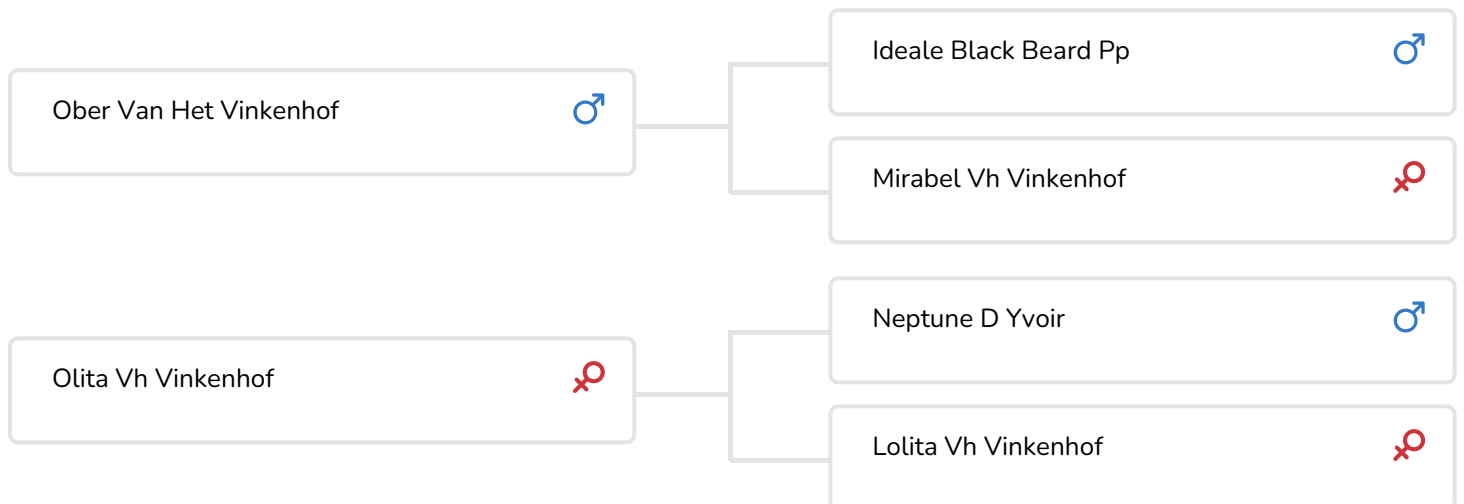 Ideale Black Beard Pp
Ober Van Het Vinkenhof
Mirabel Vh Vinkenhof
Neptune D Yvoir
Olita Vh Vinkenhof
Lolita Vh Vinkenhof